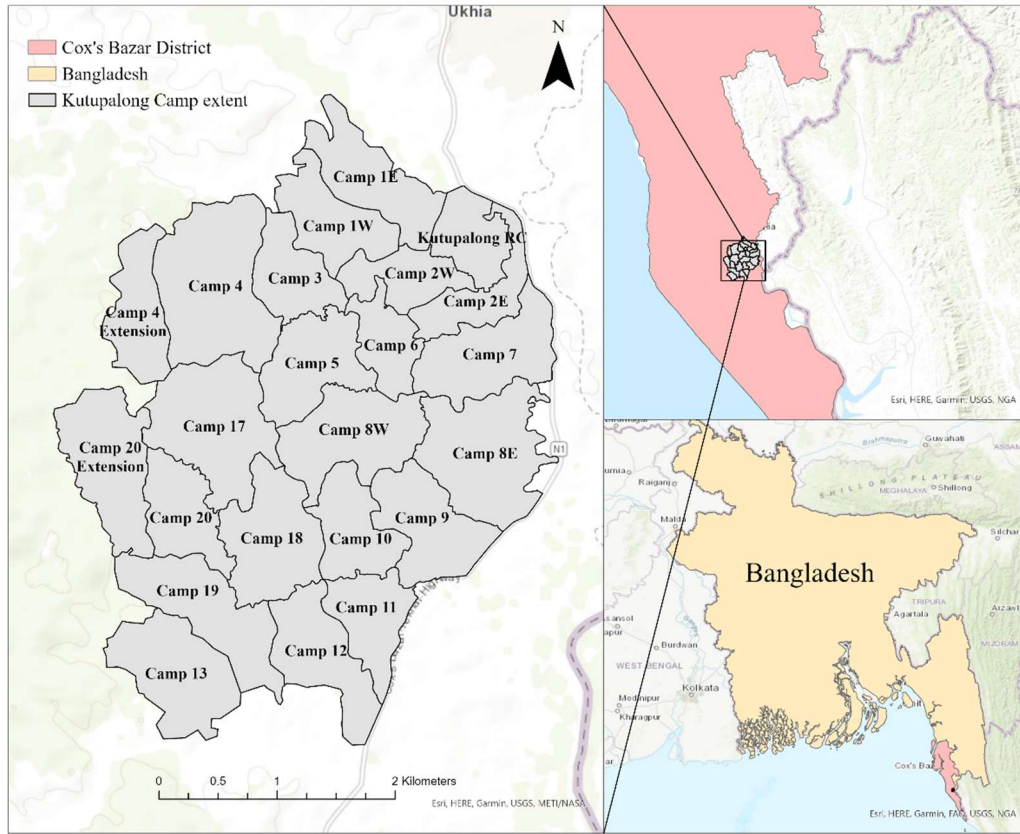 Ukhia
Cox's Bazar District
Bangladesh
Kutupalong Camp extent
N
Camp 1E
Camp 1W
Kutupalong RC
Camp 2W
Camp 3
Camp 4
Camp 2E
Camp 4
Extension
Camp 6
Camp 7
Camp 5
Camp 17
Camp 8W
Camp 20
Extension
Camp 8E
N1
Camp 20
Camp 9
Camp 18
Camp 10
Camp 19
Camp 11
Camp 12
Camp 13
0 0.5 1 2 Kilometers
Esri, HERE, Garmin, USGS, METI/NASA
Esri, HERE, Garmin, USGS, NGA
Guwahati
Brahmaputra
ASSAM
Raiganj
SHILLONG PLATEAU
MEGHALAYA
Shillong
Malda
Silchar
Bangladesh
TRIPURA
Agartala
Aizawl
Burdwan
MIZORAM
WEST BENGAL
Medinipur
Kolkata
Kharagpur
Cox's Baz
Esri, HERE, Garmin, FAO, USGS, NGA